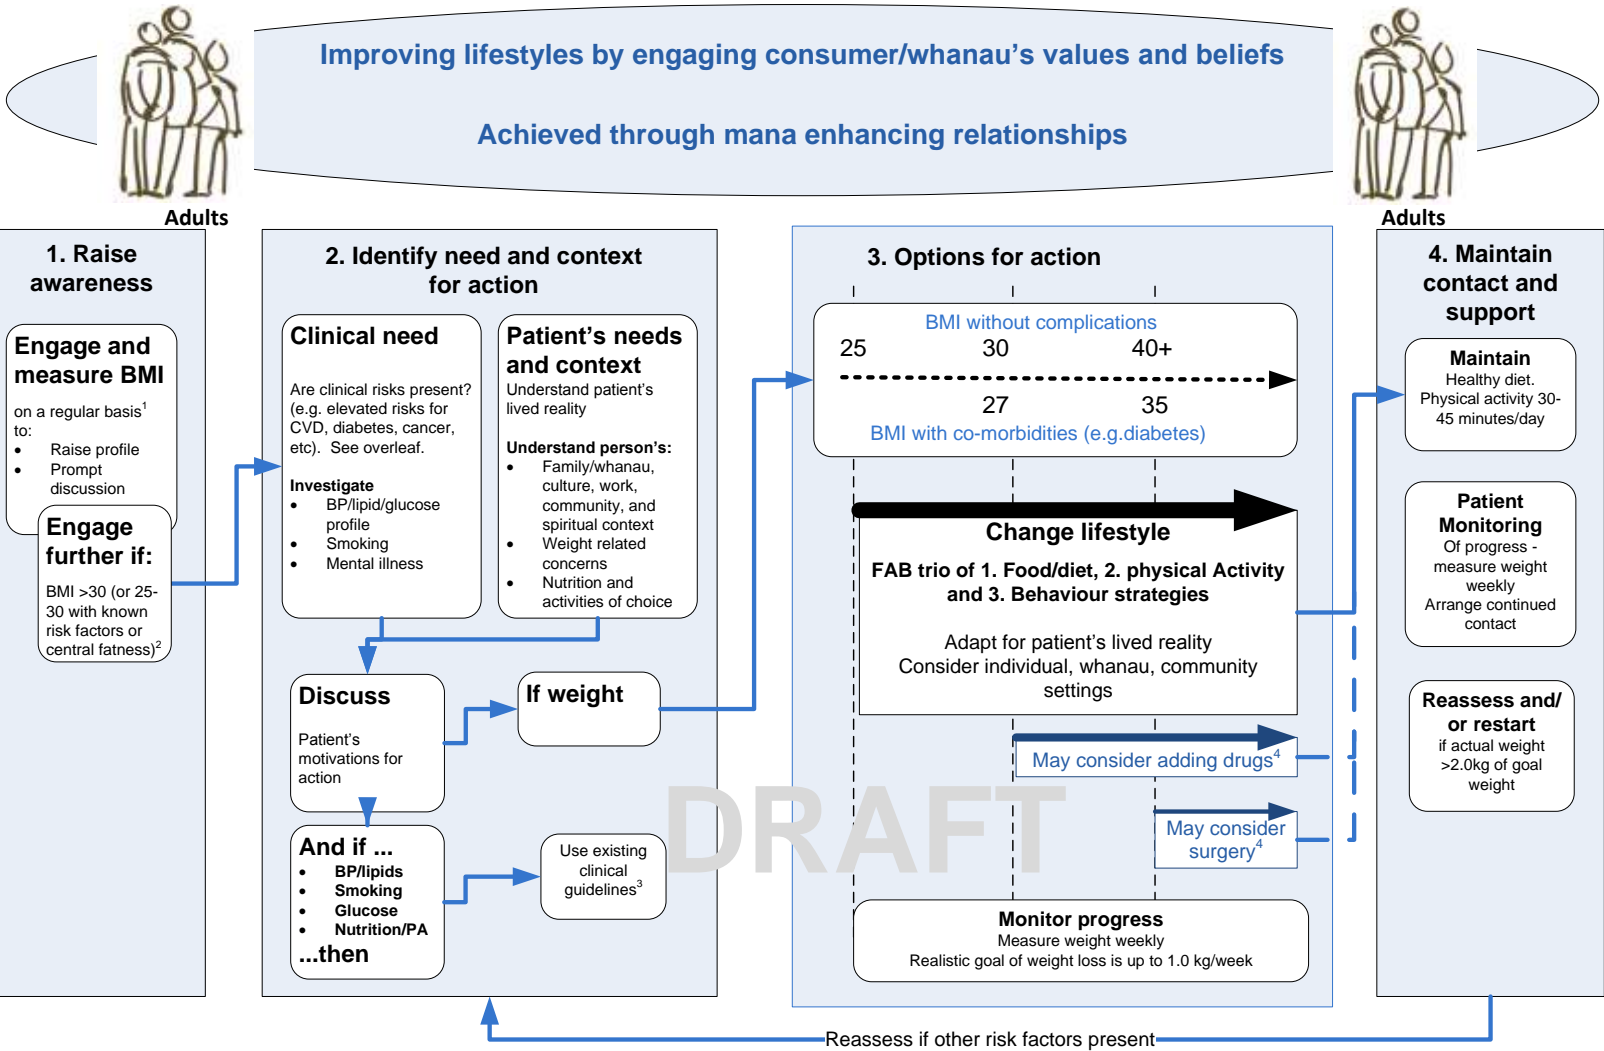 Improving lifestyles by engaging consumer/whanau's values and beliefs
Achieved through mana enhancing relationships
Adults
Adults
1. Raise
awareness
Engage and
measure BMI
on a regular basis1
to:
• Raise profile
• Prompt
discussion
Engage
further if:
BMI >30 (or 25-
30 with known
risk factors or
central fatness)2
2. Identify need and context
for action
Clinical need
Are clinical risks present?
(e.g. elevated risks for
CVD, diabetes, cancer,
etc). See overleaf.
Investigate
• BP/lipid/glucose
profile
• Smoking
• Mental illness
Patient's needs
and context
Understand patient's
lived reality
Understand person's:
• Family/whanau,
culture, work,
community, and
spiritual context
• Weight related
concerns
• Nutrition and
activities of choice
Discuss
Patient's
motivations for
action
If weight
And if ...
• BP/lipids
• Smoking
• Glucose
• Nutrition/PA
...then
Use existing
clinical
guidelines3
3. Options for action
BMI without complications
25 30 40+
27 35
BMI with co-morbidities (e.g.diabetes)
Change lifestyle
FAB trio of 1. Food/diet, 2. physical Activity
and 3. Behaviour strategies
Adapt for patient's lived reality
Consider individual, whanau, community
settings
May consider adding drugs4
May consider
surgery4
Monitor progress
Measure weight weekly
Realistic goal of weight loss is up to 1.0 kg/week
4. Maintain
contact and
support
Maintain
Healthy diet.
Physical activity 30-
45 minutes/day
Patient
Monitoring
Of progress -
measure weight
weekly
Arrange continued
contact
Reassess and/
or restart
if actual weight
>2.0kg of goal
weight
Reassess if other risk factors present
DRAFT